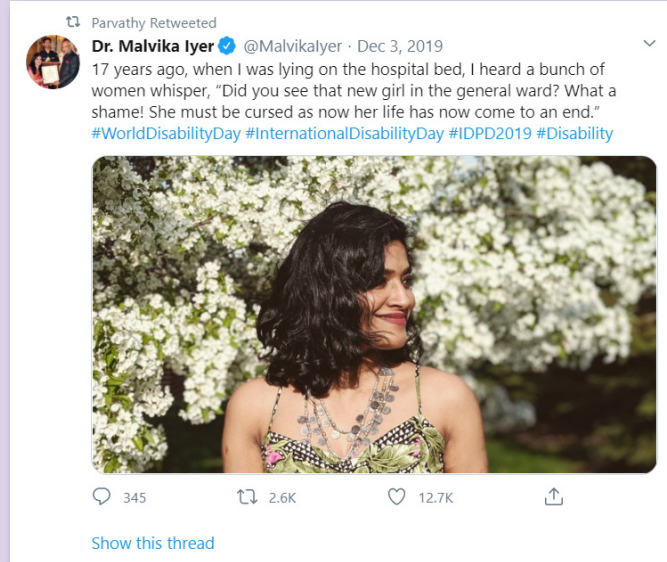 Parvathy Retweeted
Dr. Malvika Iyer @MalvikaIyer · Dec 3, 2019
17 years ago, when I was lying on the hospital bed, I heard a bunch of
women whisper, “Did you see that new girl in the general ward? What a
shame! She must be cursed as now her life has now come to an end.”
#WorldDisabilityDay #InternationalDisabilityDay #IDPD2019 #Disability
345 2.6K 12.7K
Show this thread